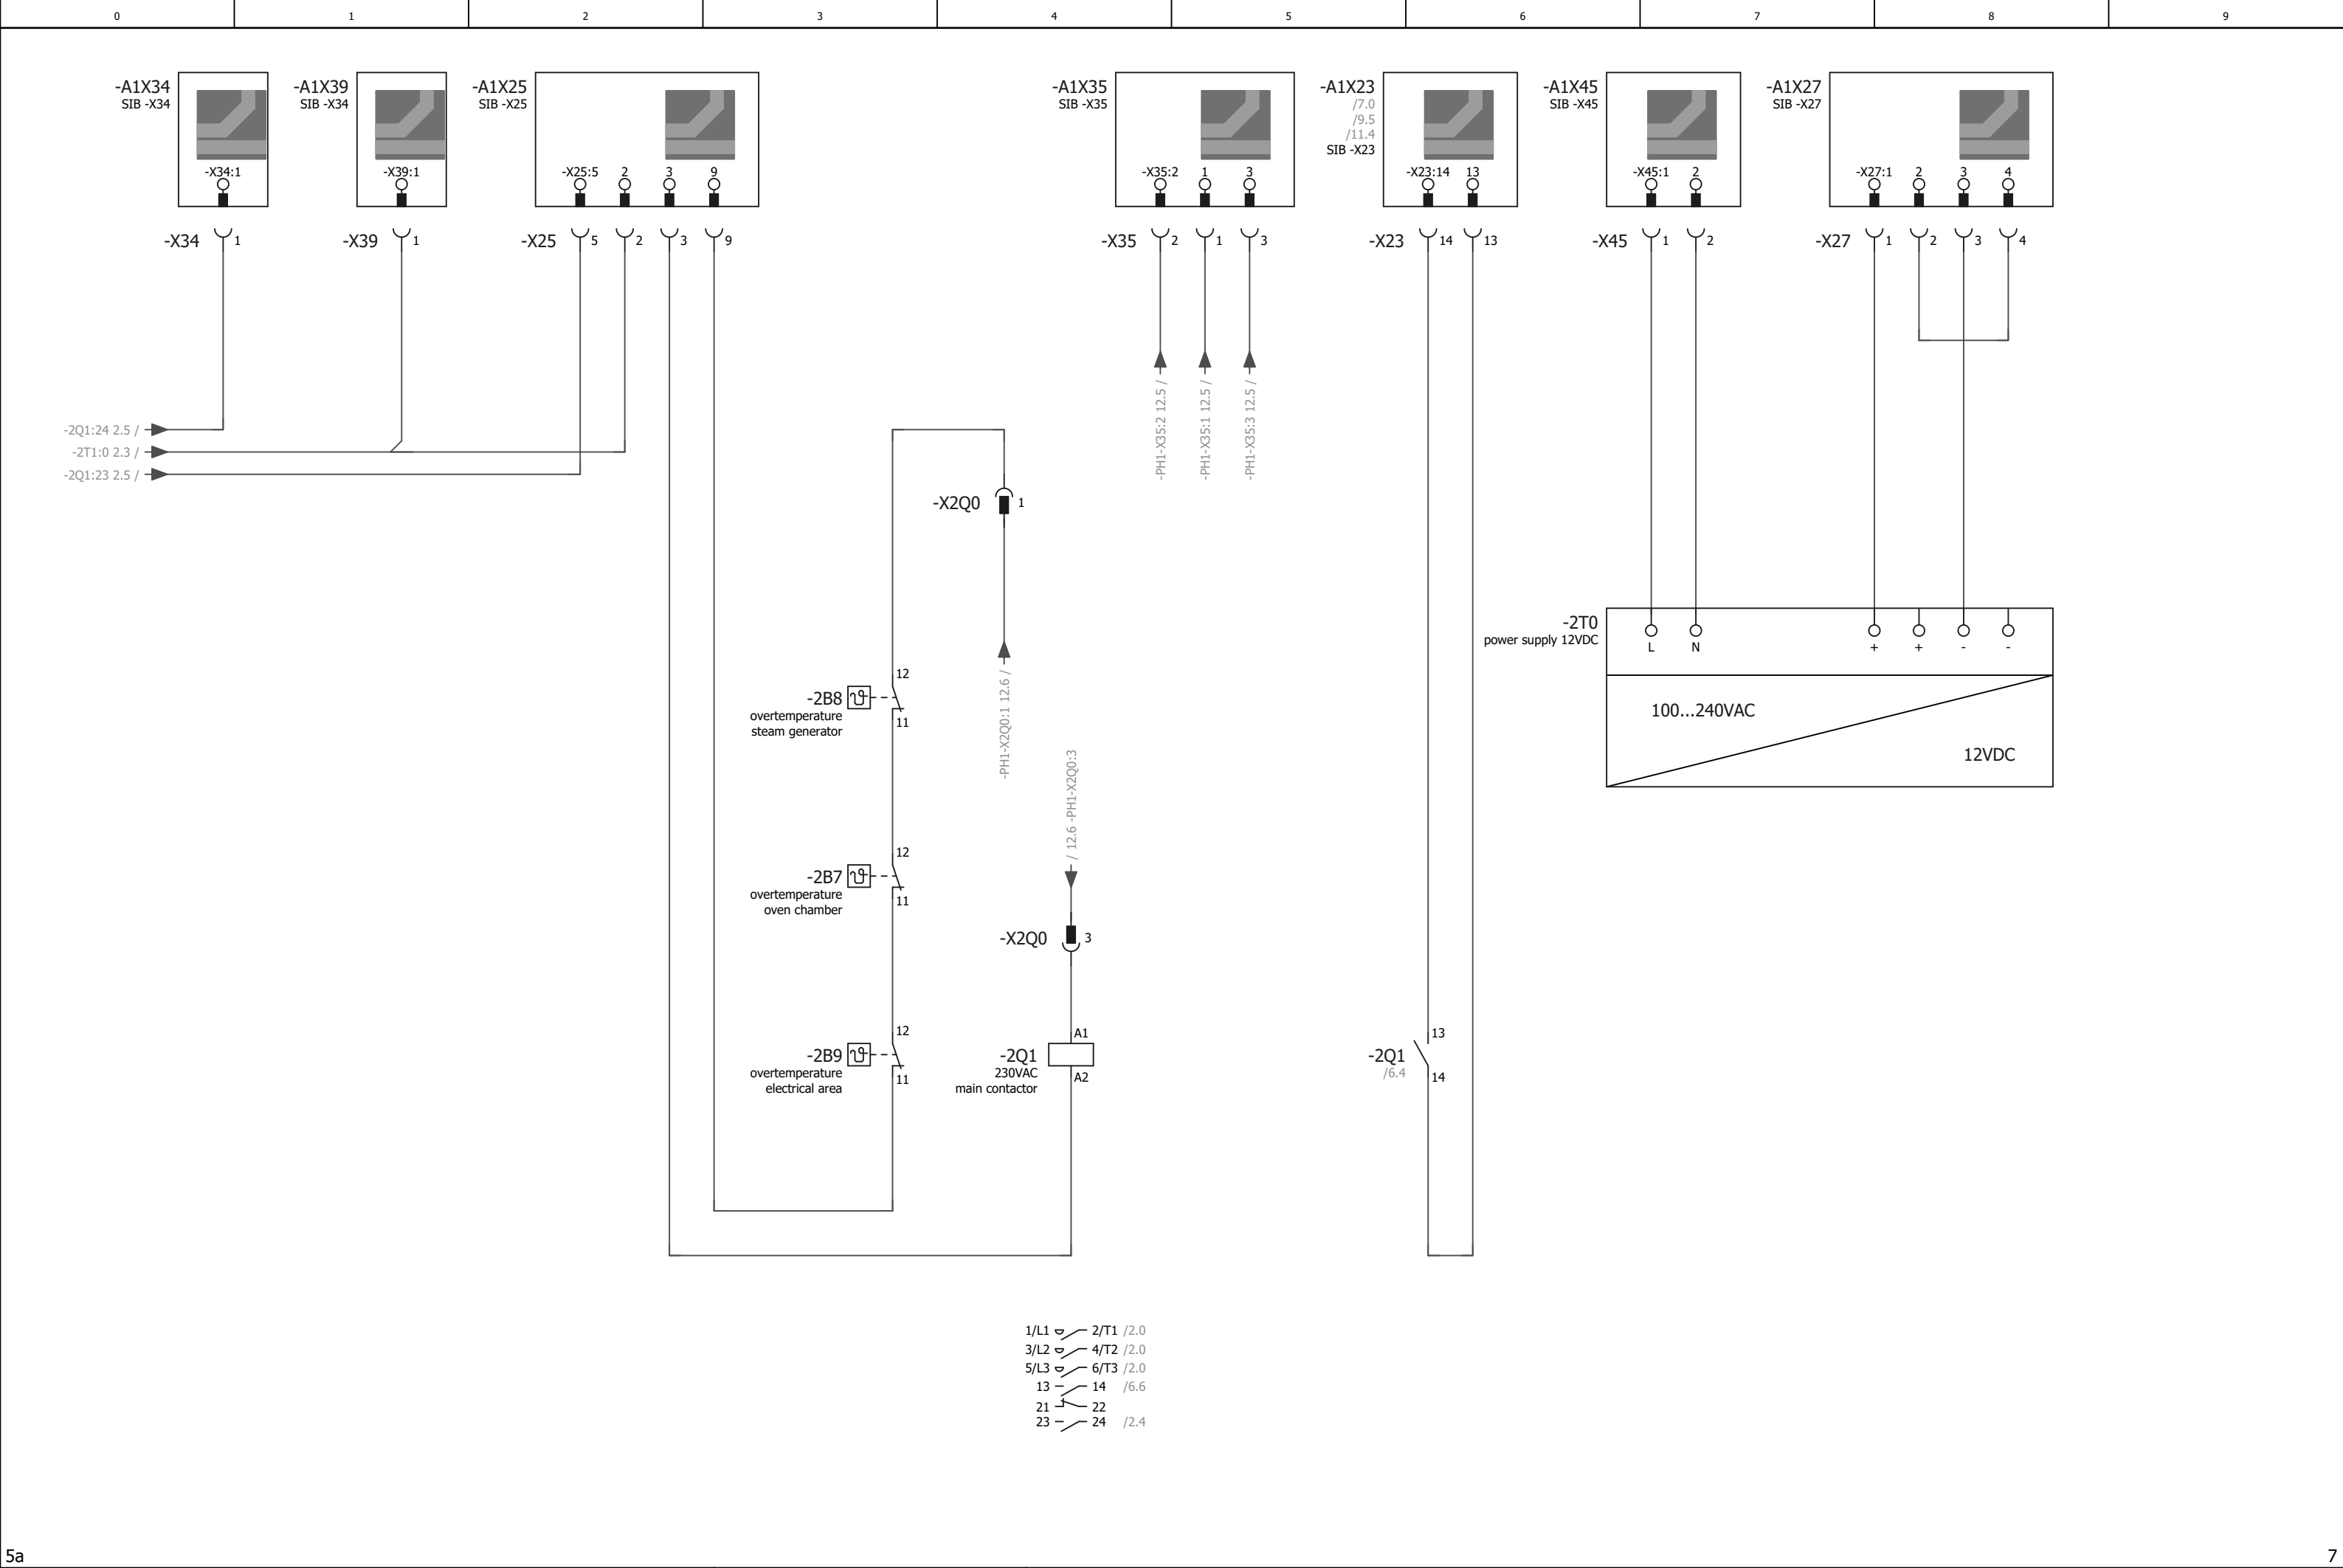 0 1 2 3 4 5 6 7 8 9
-A1X34
SIB -X34
-X34:1
-A1X39
SIB -X34
-X39:1
-A1X25
SIB -X25
-X25:5 2 3 9
-A1X35
SIB -X35
-X35:2 1 3
-A1X23
/7.0
/9.5
/11.4
SIB -X23
-X23:14 13
-A1X45
SIB -X45
-X45:1 2
-A1X27
SIB -X27
-X27:1 2 3 4
-X34 1
-X39 1
-X25 5 2 3 9
-X35 2 1 3
-X23 14 13
-X45 1 2
-X27 1 2 3 4
-2Q1:24 2.5 /
-2T1:0 2.3 /
-2Q1:23 2.5 /
-PH1-X35:2 12.5 /
-PH1-X35:1 12.5 /
-PH1-X35:3 12.5 /
-X2Q0 1
-PH1-X2Q0:1 12.6 /
-2T0
power supply 12VDC
L N + + - -
100...240VAC
12VDC
12
-2B8
overtemperature
steam generator
11
/ 12.6 -PH1-X2Q0:3
12
-2B7
overtemperature
oven chamber
11
-X2Q0 3
12
-2B9
overtemperature
electrical area
11
A1
-2Q1
230VAC
main contactor
A2
13
-2Q1
/6.4
14
1/L1 2/T1 /2.0
3/L2 4/T2 /2.0
5/L3 6/T3 /2.0
13 14 /6.6
21 22
23 24 /2.4
5a
7